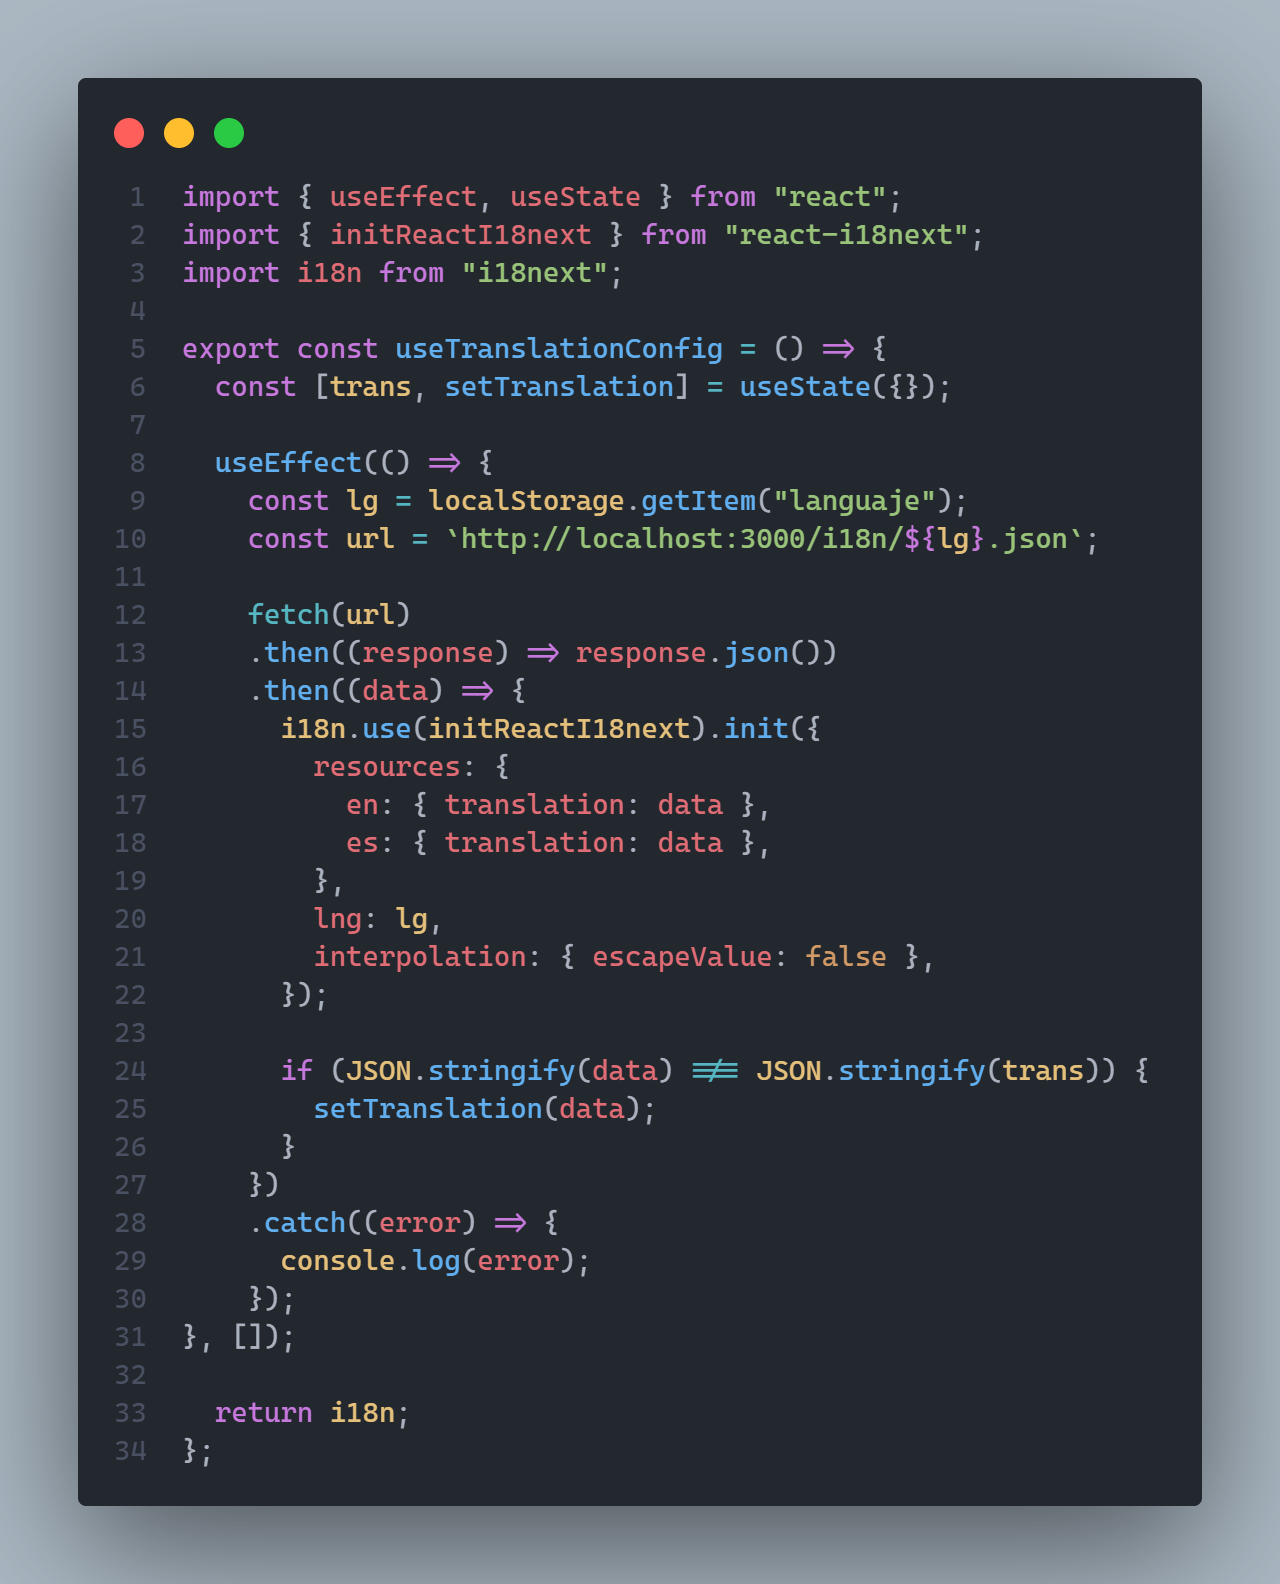 1 import { useEffect, useState } from "react";
2 import { initReactI18next } from "react-i18next";
3 import i18n from "i18next";
4
5 export const useTranslationConfig = () => {
6   const [trans, setTranslation] = useState({});
7
8   useEffect(() => {
9     const lg = localStorage.getItem("languaje");
10     const url = `http://localhost:3000/i18n/${lg}.json`;
11
12     fetch(url)
13     .then((response) => response.json())
14     .then((data) => {
15       i18n.use(initReactI18next).init({
16         resources: {
17           en: { translation: data },
18           es: { translation: data },
19         },
20         lng: lg,
21         interpolation: { escapeValue: false },
22       });
23
24       if (JSON.stringify(data) !== JSON.stringify(trans)) {
25         setTranslation(data);
26       }
27     })
28     .catch((error) => {
29       console.log(error);
30     });
31 }, []);
32
33   return i18n;
34 };